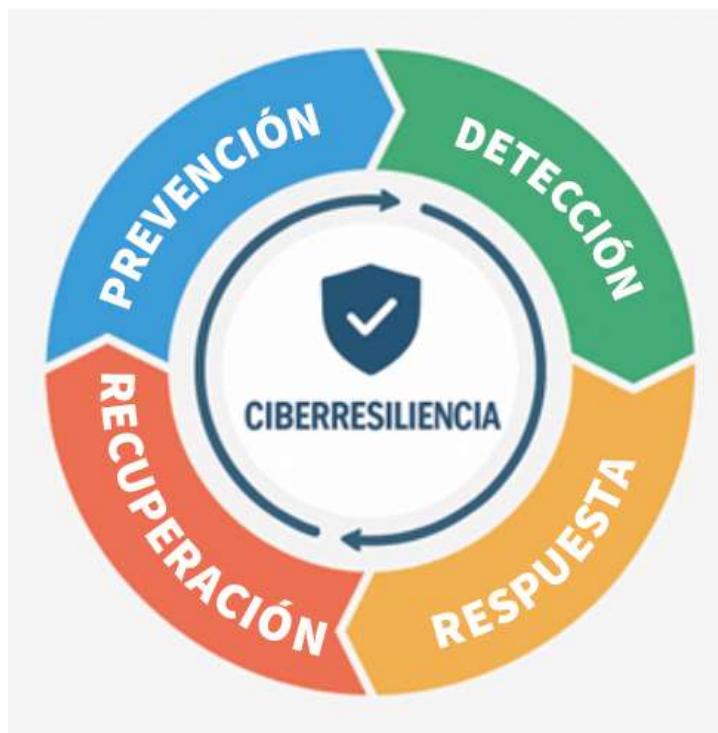 PREVENCIÓN
DETECCIÓN
CIBERRESILIENCIA
RECUPERACIÓN
RESPUESTA